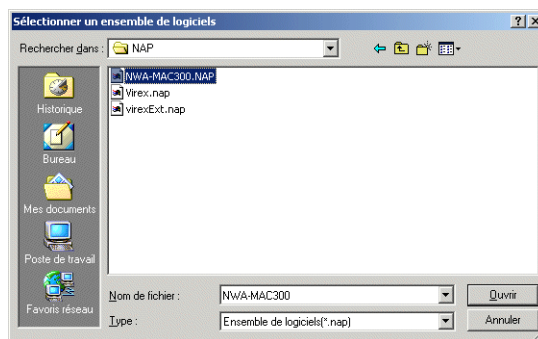 Sélectionner un ensemble de logiciels
Rechercher dans : NAP
NWA-MAC300.NAP
Virex.nap
virexExt.nap
Historique
Bureau
Mes documents
Poste de travail
Favoris réseau
Nom de fichier : NWA-MAC300 Ouvrir
Type : Ensemble de logiciels(*.nap) Annuler